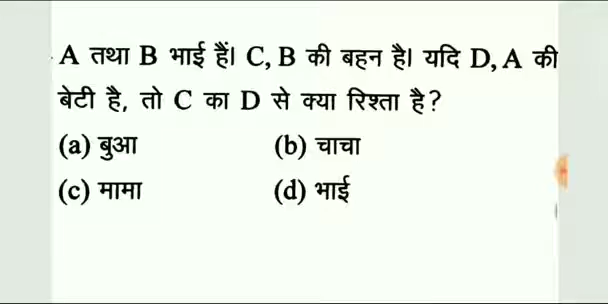 A तथा B भाई हैं। C, B की बहन है। यदि D, A की
बेटी है, तो C का D से क्या रिश्ता है?
(a) बुआ (b) चाचा
(c) मामा (d) भाई